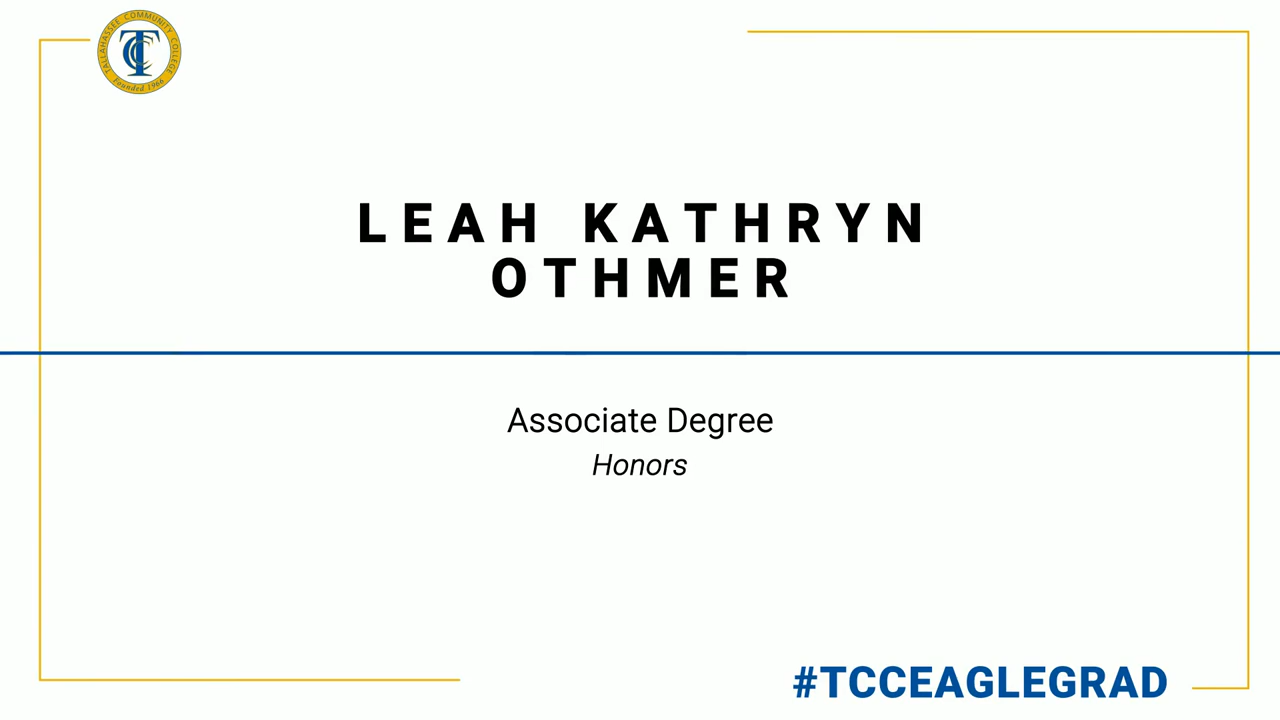 TALLAHASSEE COMMUNITY COLLEGE
TCC
Founded 1966
LEAH KATHRYN
OTHMER
Associate Degree
Honors
#TCCEAGLEGRAD